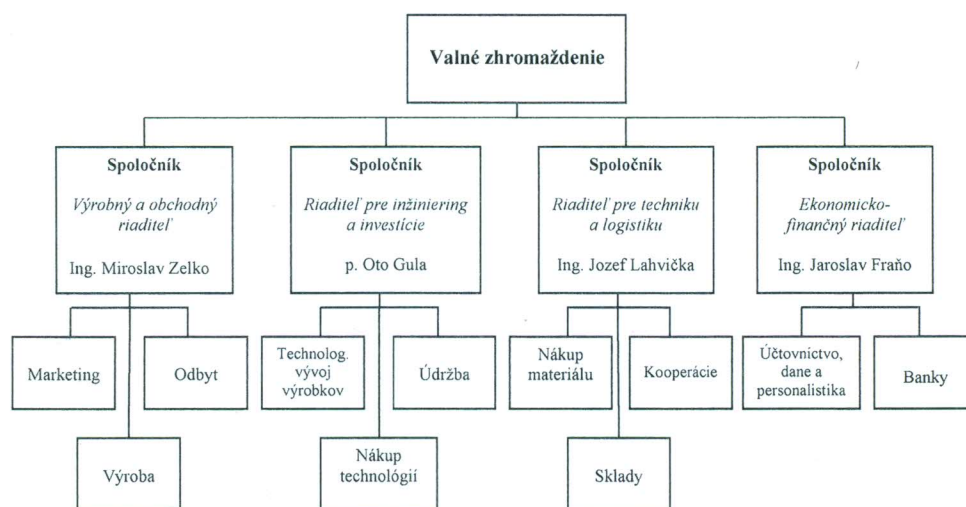 Valné zhromaždenie
Spoločník
Výrobný a obchodný
riaditeľ
Ing. Miroslav Zelko
Spoločník
Riaditeľ pre inžiniering
a investície
p. Oto Gula
Spoločník
Riaditeľ pre techniku
a logistiku
Ing. Jozef Lahvička
Spoločník
Ekonomicko-
finančný riaditeľ
Ing. Jaroslav Fraňo
Marketing
Odbyt
Technolog.
vývoj
výrobkov
Údržba
Nákup
materiálu
Kooperácie
Účtovníctvo,
dane a
personalistika
Banky
Výroba
Nákup
technológií
Sklady